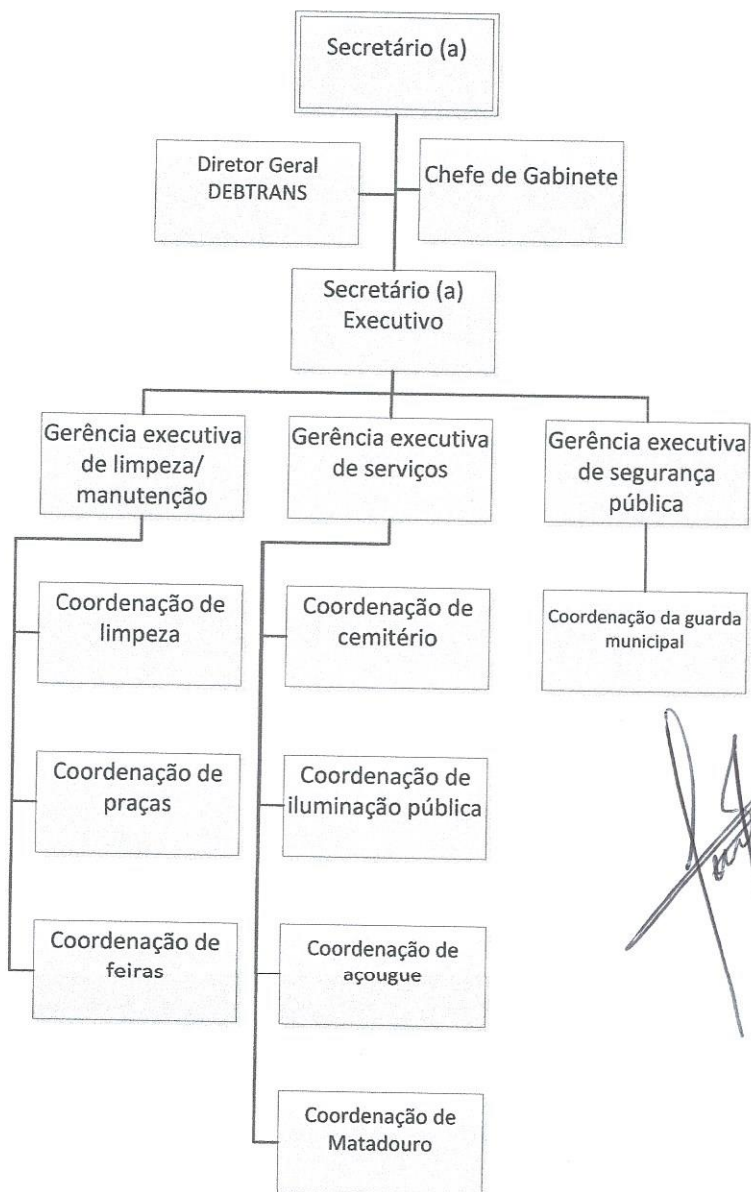 Secretário (a)
Diretor Geral
DEBTRANS
Chefe de Gabinete
Secretário (a)
Executivo
Gerência executiva
de limpeza/
manutenção
Gerência executiva
de serviços
Gerência executiva
de segurança
pública
Coordenação de
limpeza
Coordenação de
cemitério
Coordenação da guarda
municipal
Coordenação de
praças
Coordenação de
iluminação pública
Coordenação de
feiras
Coordenação de
açougue
Coordenação de
Matadouro